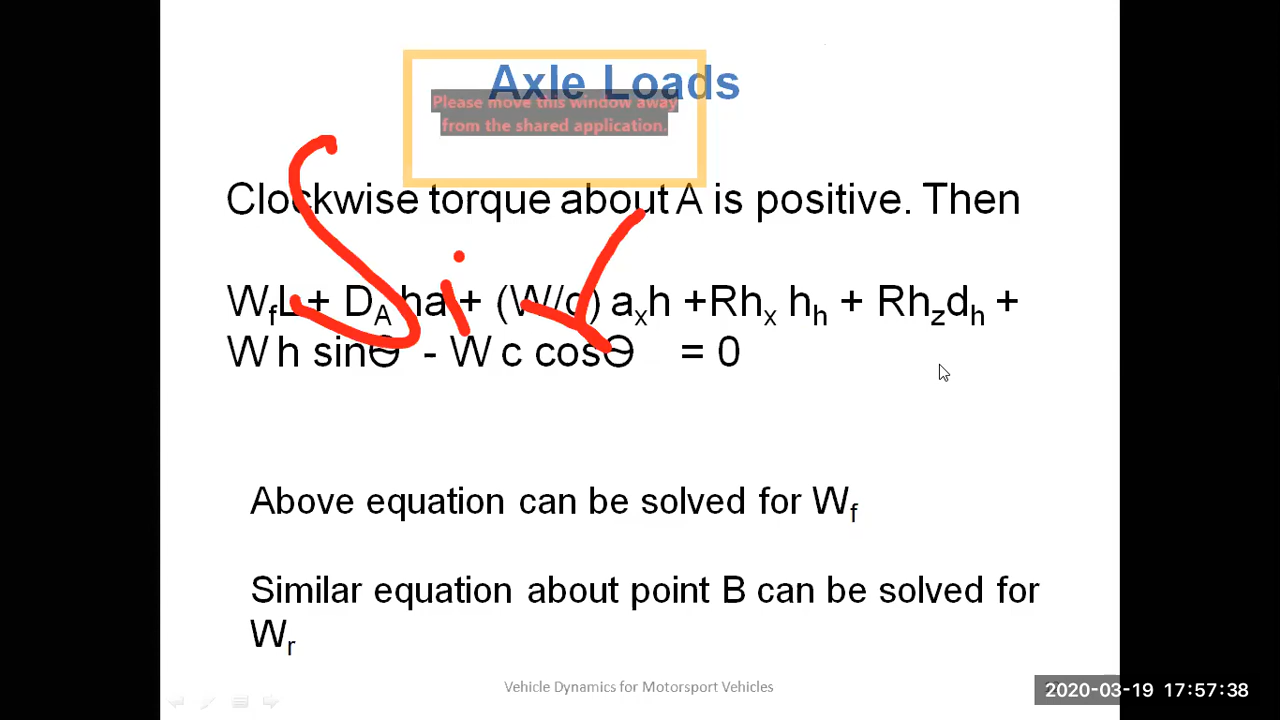 Axle Loads
Please move this window away
from the shared application.
Clockwise torque about A is positive. Then
WfL + DA ha + (W/g) axh +Rhx hh + Rhzdh +
W h sinΘ - W c cosΘ = 0
Above equation can be solved for Wf
Similar equation about point B can be solved for
Wr
Vehicle Dynamics for Motorsport Vehicles
2020-03-19 17:57:38